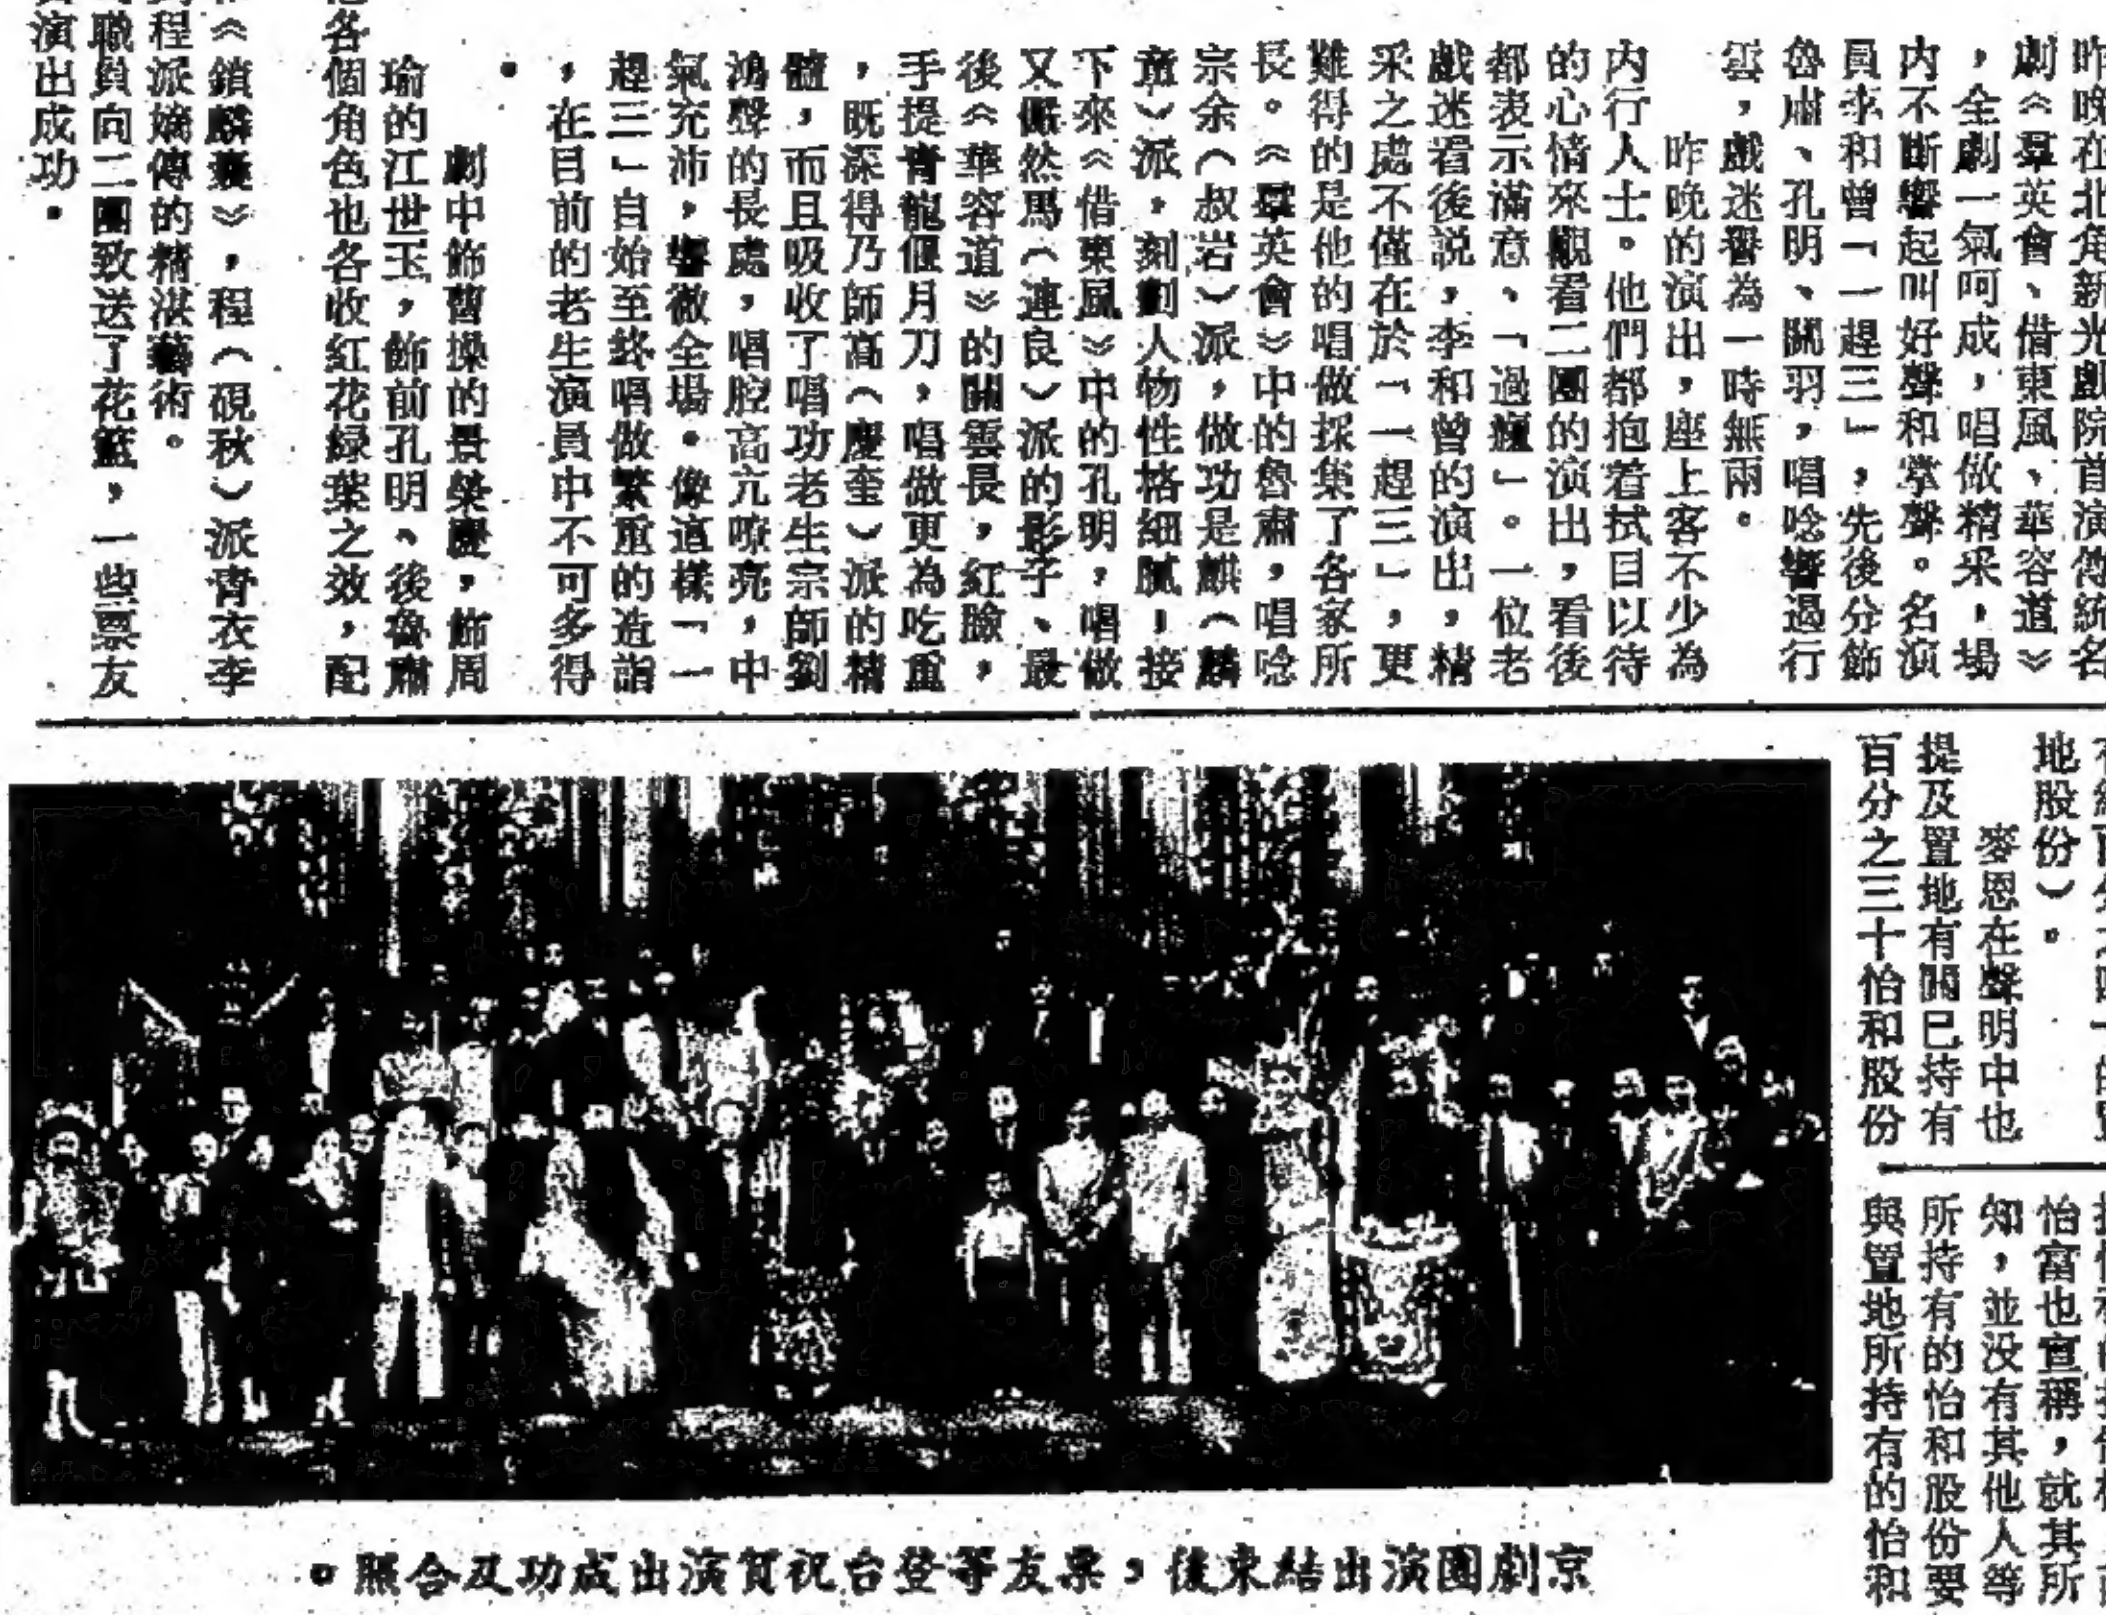 昨晚在北角新光戲院首演傳統名
劇《羣英會、借東風、華容道》
，全劇一氣呵成，唱做精采，場
内不斷響起叫好聲和掌聲。名演
員李和曾「一趕三」，先後分飾
魯肅、孔明、關羽，唱唸響遏行
雲，戲迷譽為一時無兩。
昨晚的演出，座上客不少為
内行人士。他們都抱着拭目以待
的心情來觀看二團的演出，看後
都表示滿意、「過癮」。一位老
戲迷看後説，李和曾的演出，精
采之處不僅在於「一趕三」，更
難得的是他的唱做採集了各家所
長。《羣英會》中的魯肅，唱唸
宗余（叔岩）派，做功是麒（麟
童）派，刻劃人物性格細膩，接
下來《借東風》中的孔明，唱做
又儼然馬（連良）派的影子、最
後《華容道》的關雲長，紅臉，
手提青龍偃月刀，唱做更為吃重
，既深得乃師高（慶奎）派的精
髓，而且吸收了唱功老生宗師劉
鴻聲的長處，唱腔高亢嘹亮，中
氣充沛，響徹全場。像這樣「一
趕三」自始至終唱做繁重的造詣
，在目前的老生演員中不可多得
。
劇中飾曹操的景榮慶，飾周
瑜的江世玉，飾前孔明、後魯肅
各個角色也各收紅花緑葉之效，配
《鎖麟囊》，程（硯秋）派青衣李
程派嫡傳的精湛藝術。
職員向二團致送了花籃，一些票友
演出成功。
地股份）。
麥恩在聲明中也
提及置地有關已持有
百分之三十怡和股份
怡富也宣稱，就其所
知，並没有其他人等
所持有的怡和股份要
與置地所持有的怡和
京劇團演出結束後，票友等登台祝賀演出成功及合照。